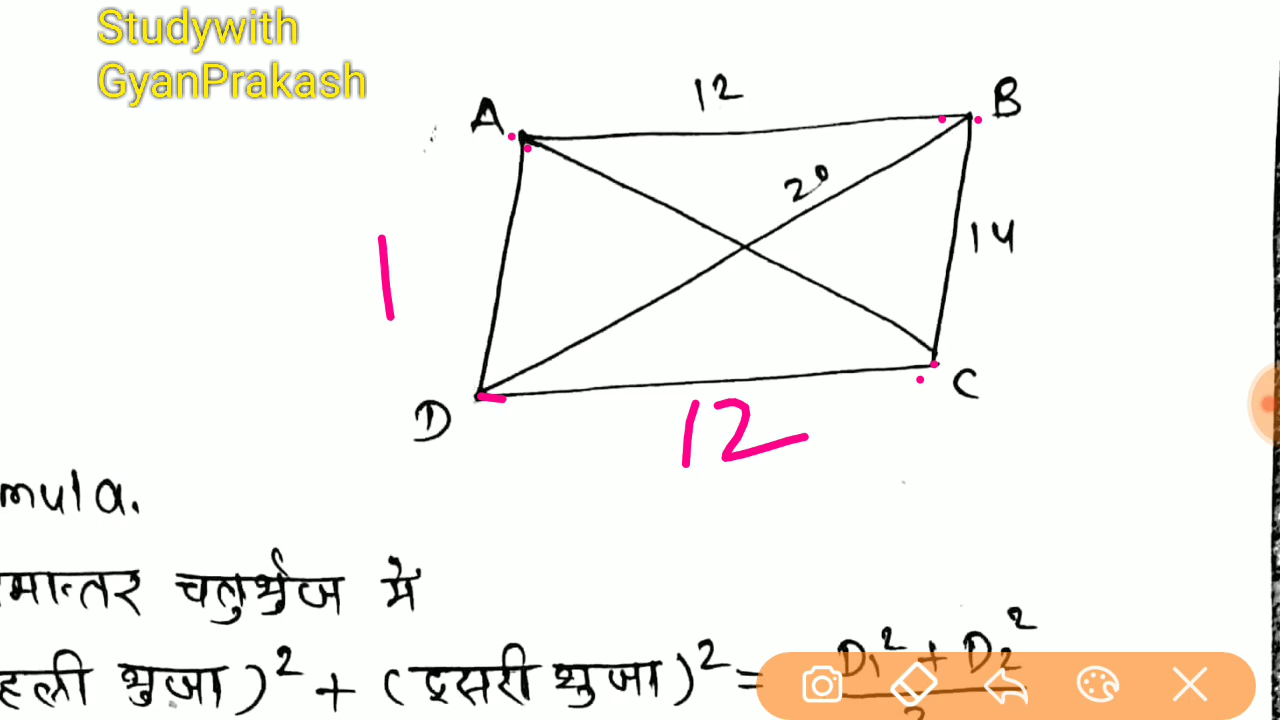 Studywith
GyanPrakash
12
A
B
20
14
1
D
C
12
mula.
मान्तर चतुर्भुज में
हली भुजा)² + (दूसरी भुजा)² = D₁² + D₂²